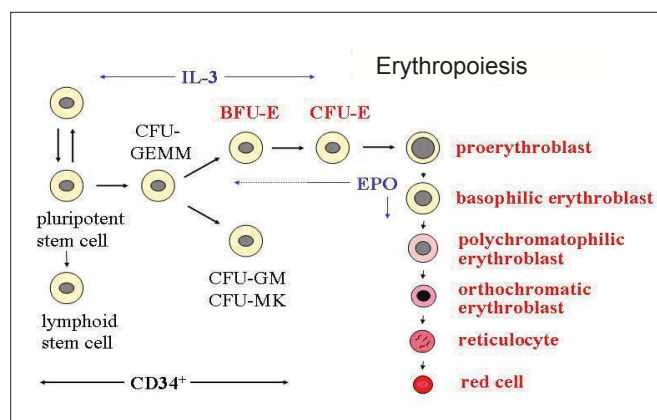 Erythropoiesis
IL-3
BFU-E
CFU-E
CFU-
GEMM
proerythroblast
EPO
basophilic erythroblast
pluripotent
stem cell
polychromatophilic
erythroblast
CFU-GM
CFU-MK
orthochromatic
erythroblast
lymphoid
stem cell
reticulocyte
CD34+
red cell